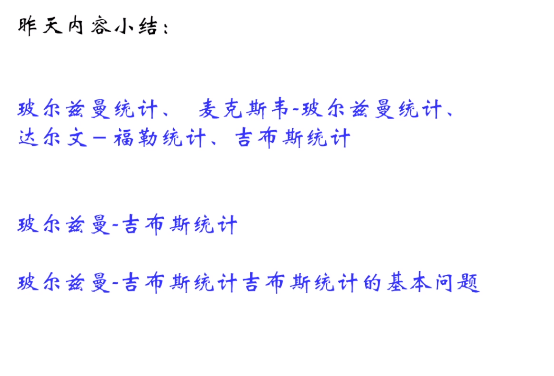 昨天内容小结：
玻尔兹曼统计、 麦克斯韦-玻尔兹曼统计、
达尔文－福勒统计、吉布斯统计
玻尔兹曼-吉布斯统计
玻尔兹曼-吉布斯统计吉布斯统计的基本问题